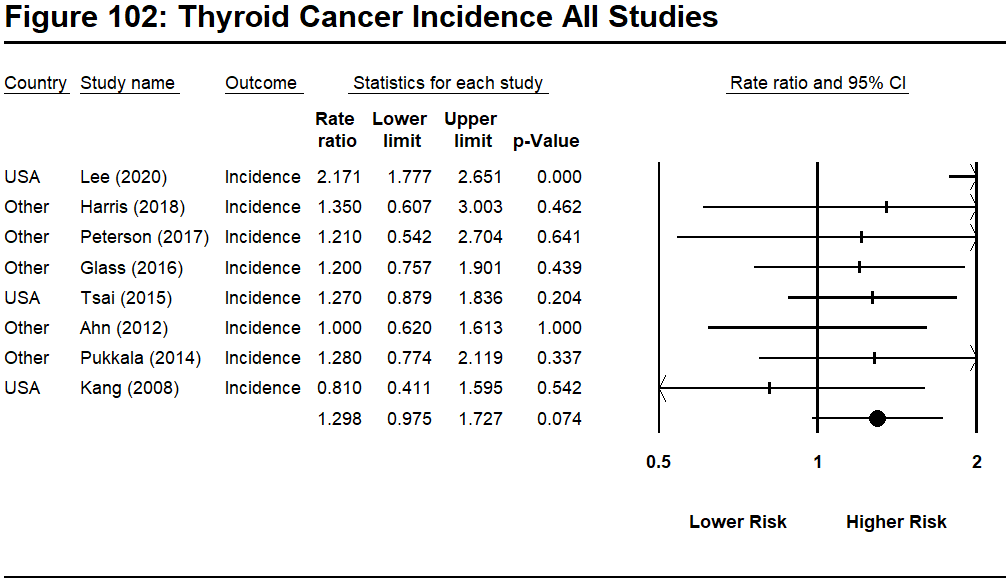 Figure 102: Thyroid Cancer Incidence All Studies
Country Study name Outcome Statistics for each study Rate ratio and 95% CI
Rate Lower Upper
ratio limit limit p-Value
USA Lee (2020) Incidence 2.171 1.777 2.651 0.000
Other Harris (2018) Incidence 1.350 0.607 3.003 0.462
Other Peterson (2017) Incidence 1.210 0.542 2.704 0.641
Other Glass (2016) Incidence 1.200 0.757 1.901 0.439
USA Tsai (2015) Incidence 1.270 0.879 1.836 0.204
Other Ahn (2012) Incidence 1.000 0.620 1.613 1.000
Other Pukkala (2014) Incidence 1.280 0.774 2.119 0.337
USA Kang (2008) Incidence 0.810 0.411 1.595 0.542
1.298 0.975 1.727 0.074
0.5 1 2
Lower Risk Higher Risk